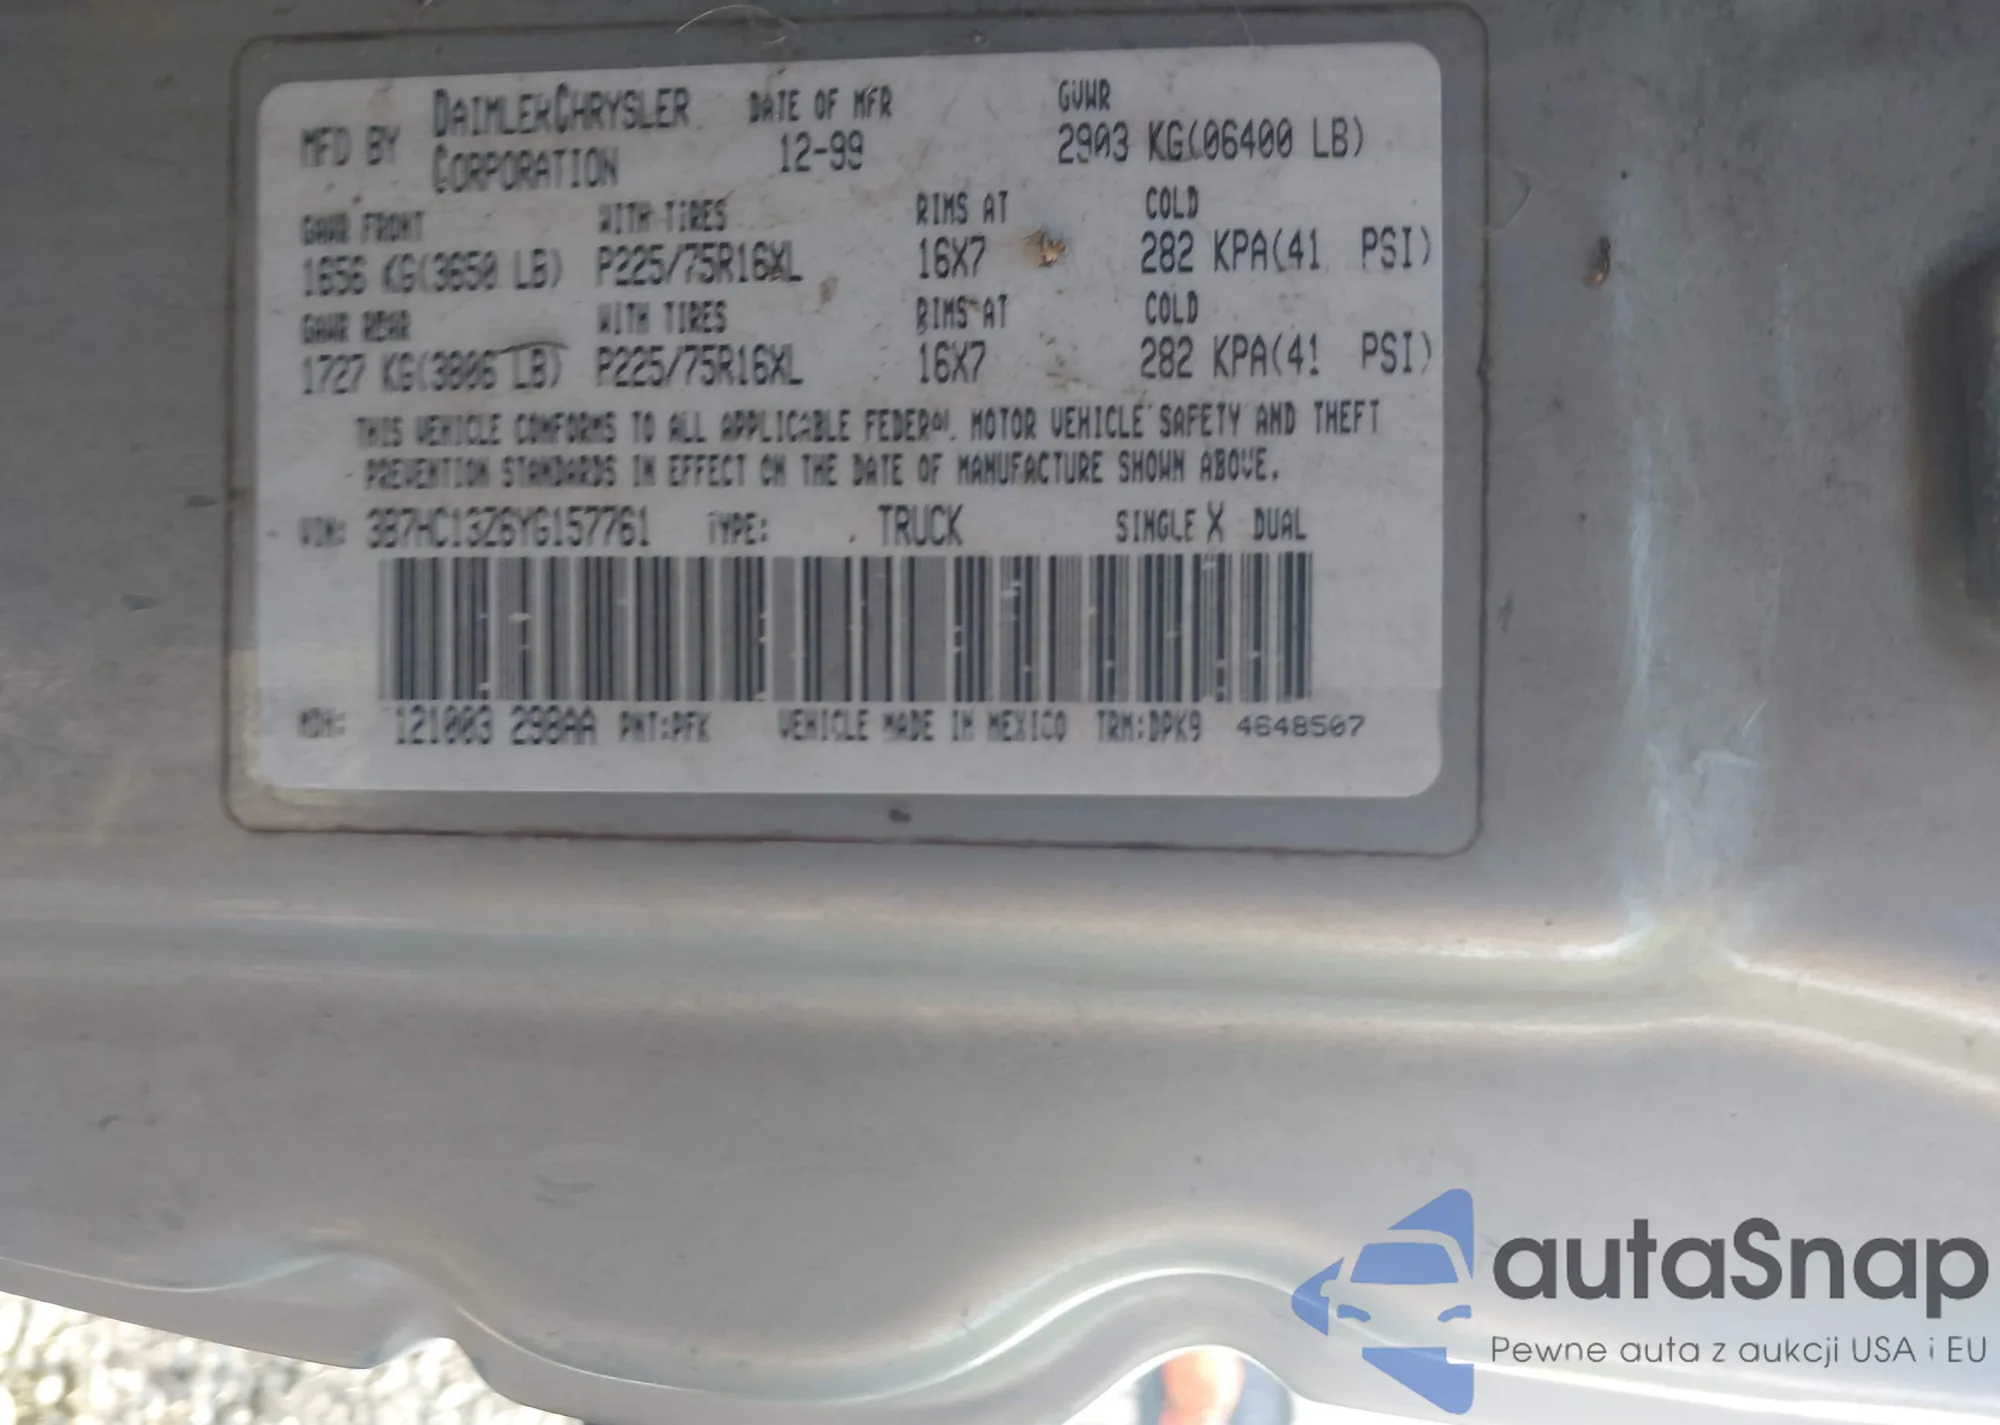 MFD BY DAIMLERCHRYSLER CORPORATION DATE OF MFR 12-99 GVWR 2903 KG(06400 LB)
GAWR FRONT WITH TIRES RIMS AT COLD
1656 KG(3650 LB) P225/75R16XL 16X7 282 KPA(41 PSI)
GAWR REAR WITH TIRES RIMS AT COLD
1727 KG(3806 LB) P225/75R16XL 16X7 282 KPA(41 PSI)
THIS VEHICLE CONFORMS TO ALL APPLICABLE FEDERAL MOTOR VEHICLE SAFETY AND THEFT
PREVENTION STANDARDS IN EFFECT ON THE DATE OF MANUFACTURE SHOWN ABOVE.
VIN: 3B7HC13Z6YG157761 TYPE: TRUCK SINGLE X DUAL
MDH: 121003 298AA PNT:PFK VEHICLE MADE IN MEXICO TRM:DPK9 4648507
autaSnap
Pewne auta z aukcji USA i EU